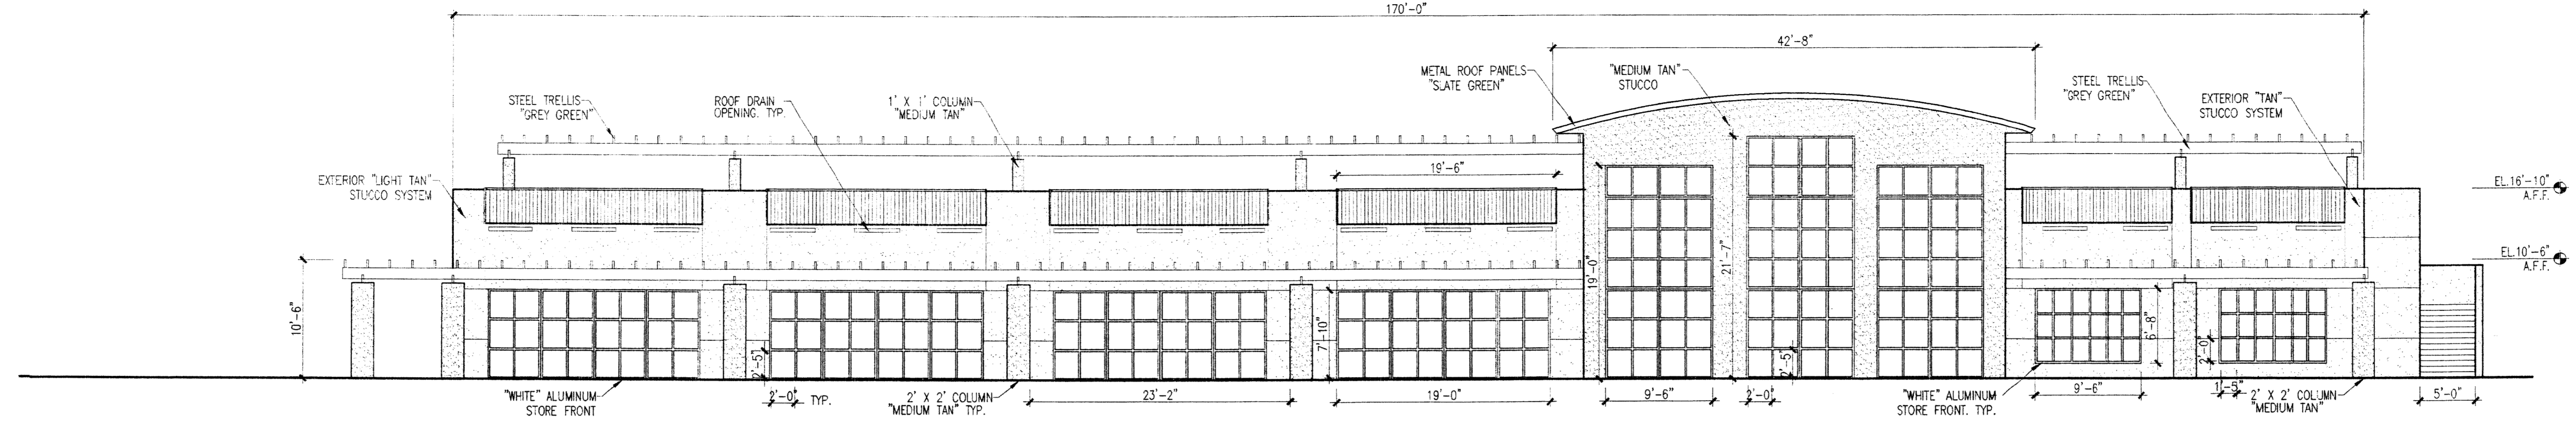 170'-0"
42'-8"
METAL ROOF PANELS
"SLATE GREEN"
"MEDIUM TAN"
STUCCO
STEEL TRELLIS
"GREY GREEN"
EXTERIOR "TAN"
STUCCO SYSTEM
STEEL TRELLIS
"GREY GREEN"
ROOF DRAIN
OPENING. TYP.
1' X 1' COLUMN
"MEDIUM TAN"
EXTERIOR "LIGHT TAN"
STUCCO SYSTEM
19'-6"
EL.16'-10"
A.F.F.
EL.10'-6"
A.F.F.
10'-6"
2'-5"
7'-10"
19'-0"
21'-7"
2'-5"
6'-8"
2'-0"
"WHITE" ALUMINUM
STORE FRONT
2'-0"
TYP.
2' X 2' COLUMN
"MEDIUM TAN" TYP.
23'-2"
19'-0"
9'-6"
2'-0"
"WHITE" ALUMINUM
STORE FRONT. TYP.
9'-6"
1'-5"
2' X 2' COLUMN
"MEDIUM TAN"
5'-0"